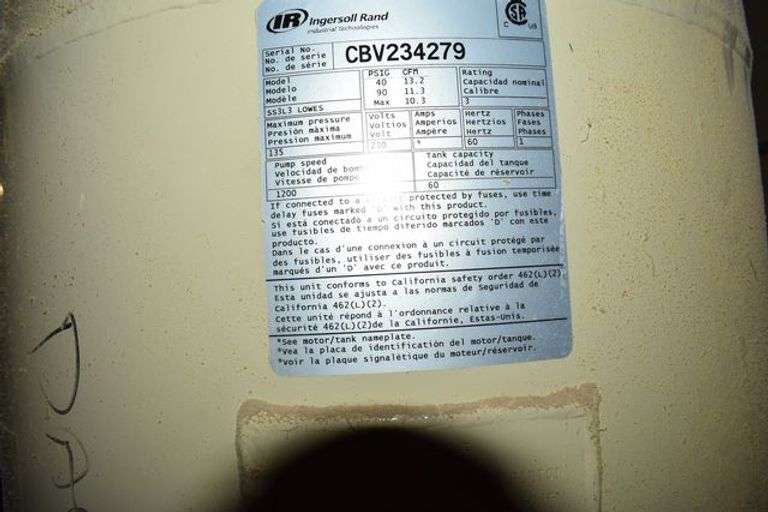 IR Ingersoll Rand
Industrial Technologies
C US
Serial No.
No. de serie
No. de série
CBV234279
Model
Modelo
Modèle
SS3L3 LOWES
PSIG CFM
40 13.2
90 11.3
Max 10.3
Rating
Capacidad nominal
Calibre
3
Maximum pressure
Presión máxima
Pression maximum
135
Volts
Voltios
Volt
230
Amps
Amperios
Ampère
*
Hertz
Hertzios
Hertz
60
Phases
Fases
Phases
1
Pump speed
Velocidad de
Vitesse de pompe
1200
Tank capacity
Capacidad del tanque
Capacité de réservoir
60
If connected to a protected by fuses, use time
delay fuses marked 'D' with this product.
Si está conectado a un circuito protegido por fusibles,
use fusibles de tiempo diferido marcados 'D' con este
producto.
Dans le cas d'une connexion à un circuit protégé par
des fusibles, utiliser des fusibles à fusion temporisée
marqués d'un 'D' avec ce produit.
This unit conforms to California safety order 462(L)(2)
Esta unidad se ajusta a las normas de Seguridad de
California 462(L)(2).
Cette unité répond à l'ordonnance relative à la
sécurité 462(L)(2)de la Californie, Estas-Unis.
*See motor/tank nameplate.
*Vea la placa de identificación del motor/tanque.
*Voir la plaque signalétique du moteur/réservoir.
DA